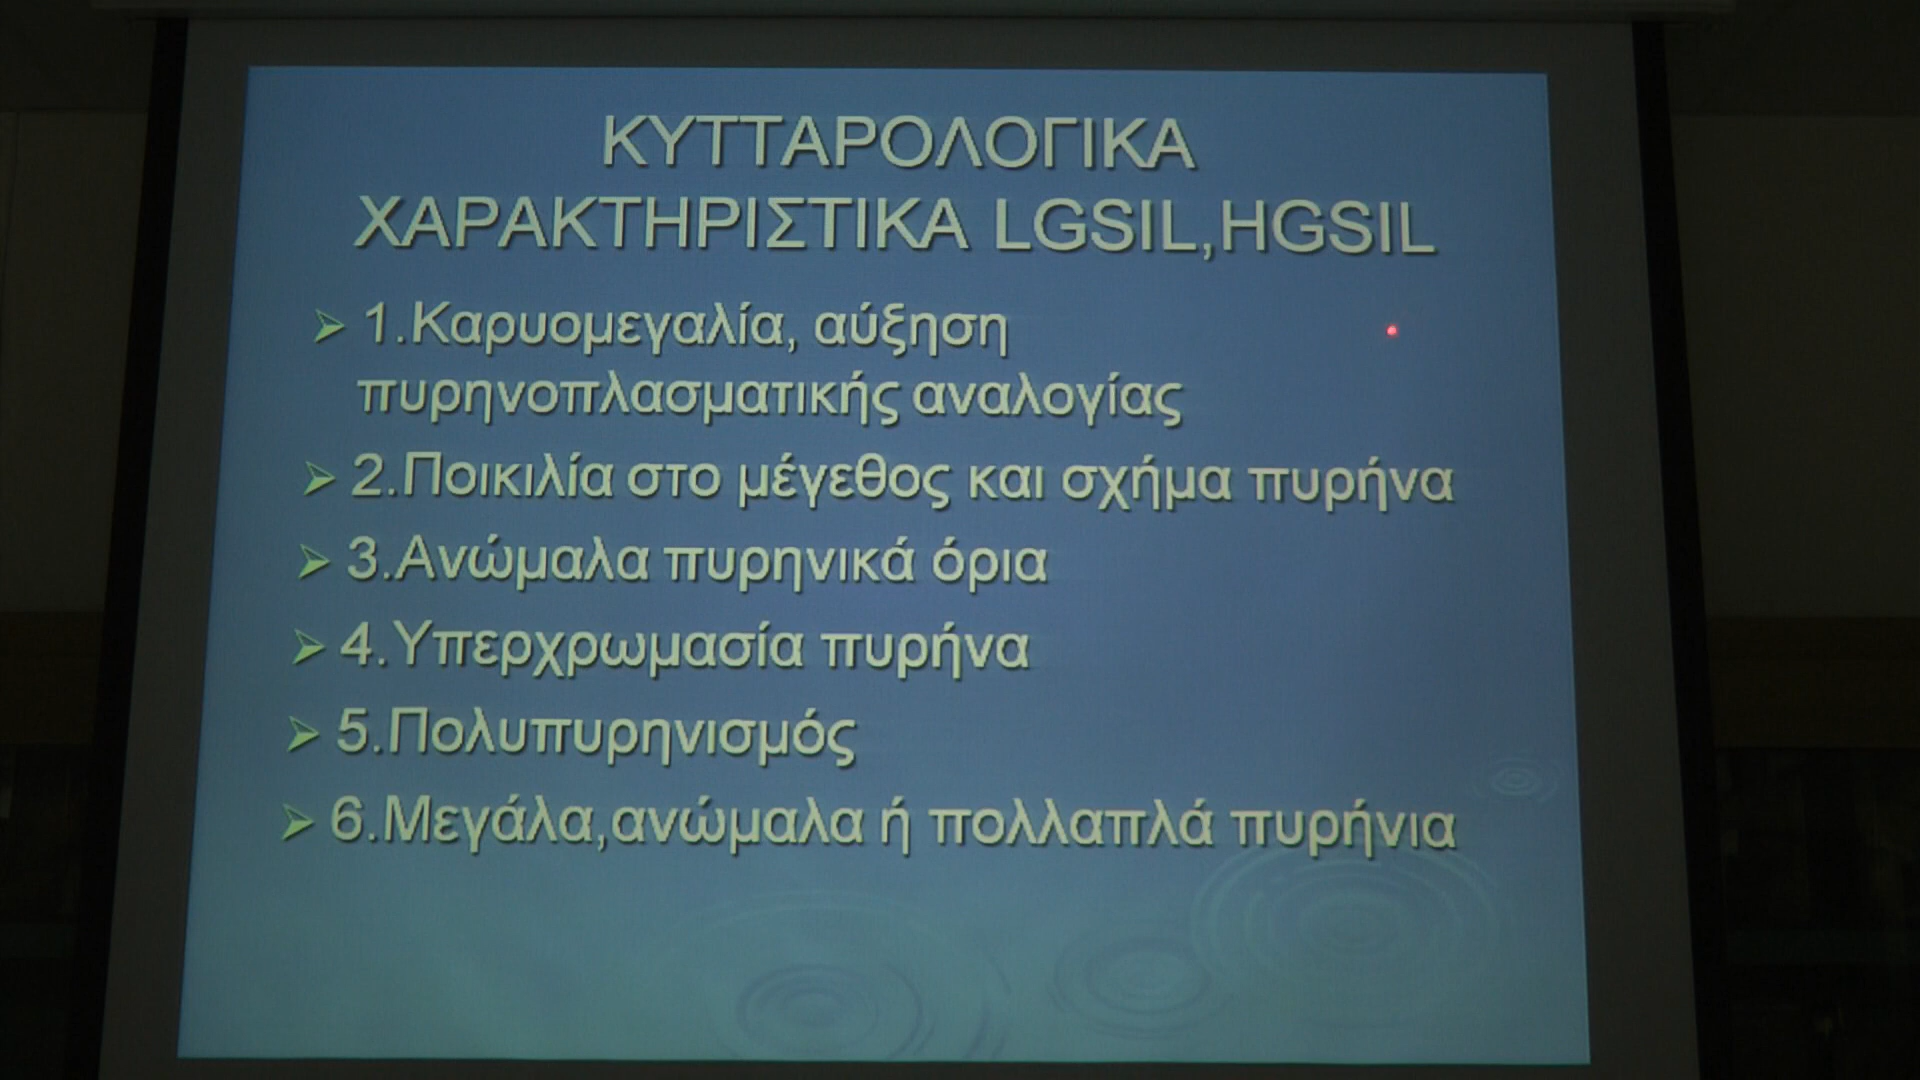 ΚΥΤΤΑΡΟΛΟΓΙΚΑ
ΧΑΡΑΚΤΗΡΙΣΤΙΚΑ LGSIL,HGSIL
➢ 1.Καρυομεγαλία, αύξηση
πυρηνοπλασματικής αναλογίας
➢ 2.Ποικιλία στο μέγεθος και σχήμα πυρήνα
➢ 3.Ανώμαλα πυρηνικά όρια
➢ 4.Υπερχρωμασία πυρήνα
➢ 5.Πολυπυρηνισμός
➢ 6.Μεγάλα,ανώμαλα ή πολλαπλά πυρήνια